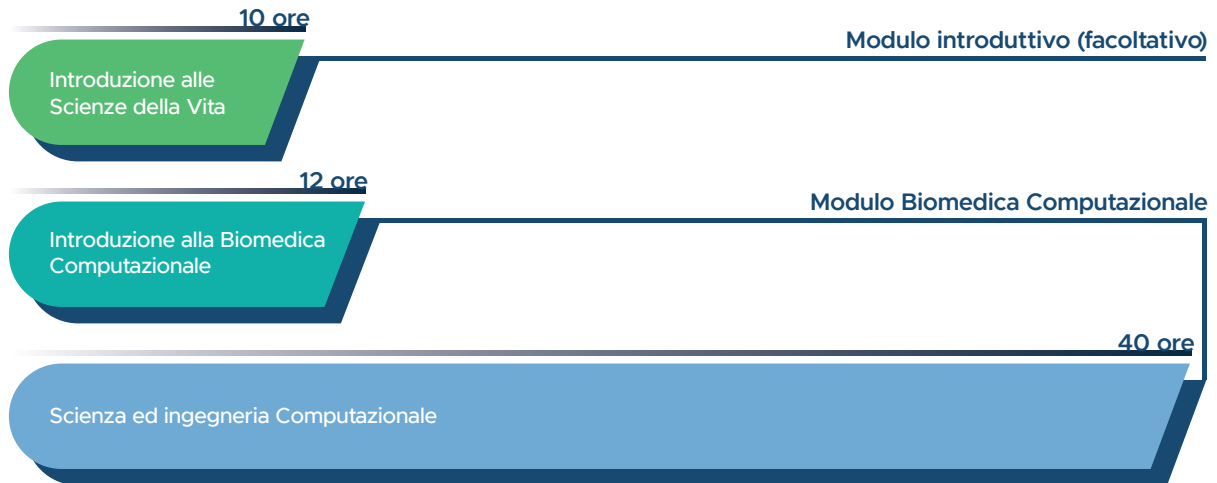 10 ore
Modulo introduttivo (facoltativo)
Introduzione alle
Scienze della Vita
12 ore
Modulo Biomedica Computazionale
Introduzione alla Biomedica
Computazionale
40 ore
Scienza ed ingegneria Computazionale